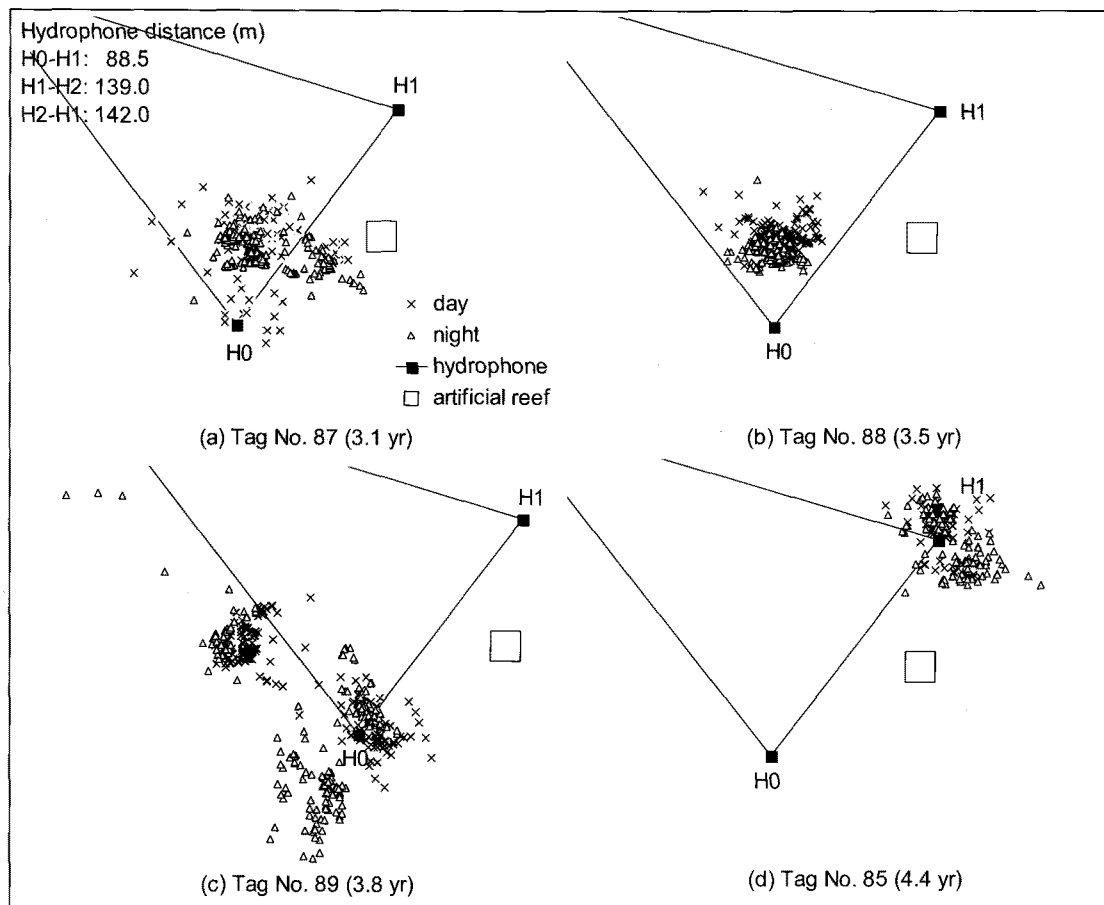 Hydrophone distance (m)
H0-H1: 88.5
H1-H2: 139.0
H2-H1: 142.0
H1
H0
× day
△ night
hydrophone
artificial reef
(a) Tag No. 87 (3.1 yr)
H1
H0
(b) Tag No. 88 (3.5 yr)
H1
H0
(c) Tag No. 89 (3.8 yr)
H1
H0
(d) Tag No. 85 (4.4 yr)